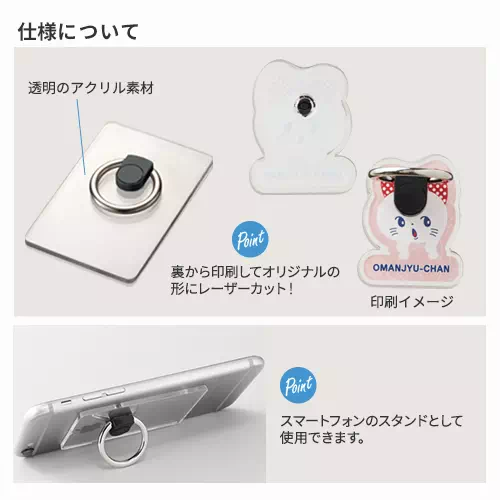 仕様について
透明のアクリル素材
OMANJYU-CHAN
Point
裏から印刷してオリジナルの
形にレーザーカット!
OMANJYU-CHAN
印刷イメージ
Point
スマートフォンのスタンドとして
使用できます。